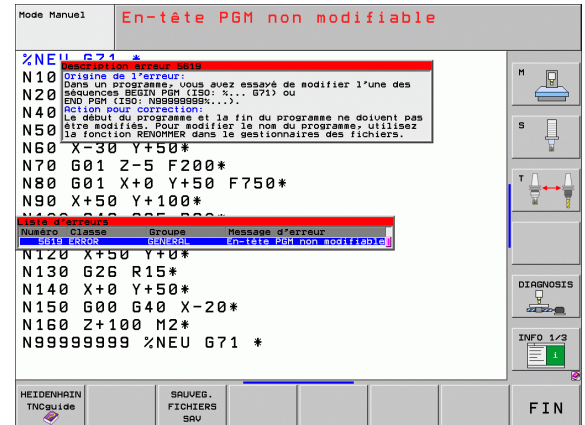 Mode Manuel
En-tête PGM non modifiable
%NEU G71 *
Description erreur 5619
Origine de l'erreur:
Dans un programme, vous avez essayé de modifier l'une des
séquences BEGIN PGM (ISO: %... G71) ou
END PGM (ISO: N99999999%...).
Action pour correction:
Le début du programme et la fin du programme ne doivent pas
être modifiés. Pour modifier le nom du programme, utilisez
la fonction RENOMMER dans le gestionnaires des fichiers.
N10
N20
N40
N50
N60 X-30 Y+50*
N70 G01 Z-5 F200*
N80 G01 X+0 Y+50 F750*
N90 X+50 Y+100*
Liste d'erreurs
Numéro Classe Groupe Message d'erreur
5619 ERROR GENERAL En-tête PGM non modifiable
N120 X+50 Y+0*
N130 G26 R15*
N140 X+0 Y+50*
N150 G00 G40 X-20*
N160 Z+100 M2*
N99999999 %NEU G71 *
M
S
T
DIAGNOSIS
INFO 1/3
HEIDENHAIN
TNCguide
SAUVEG.
FICHIERS
SAV
FIN